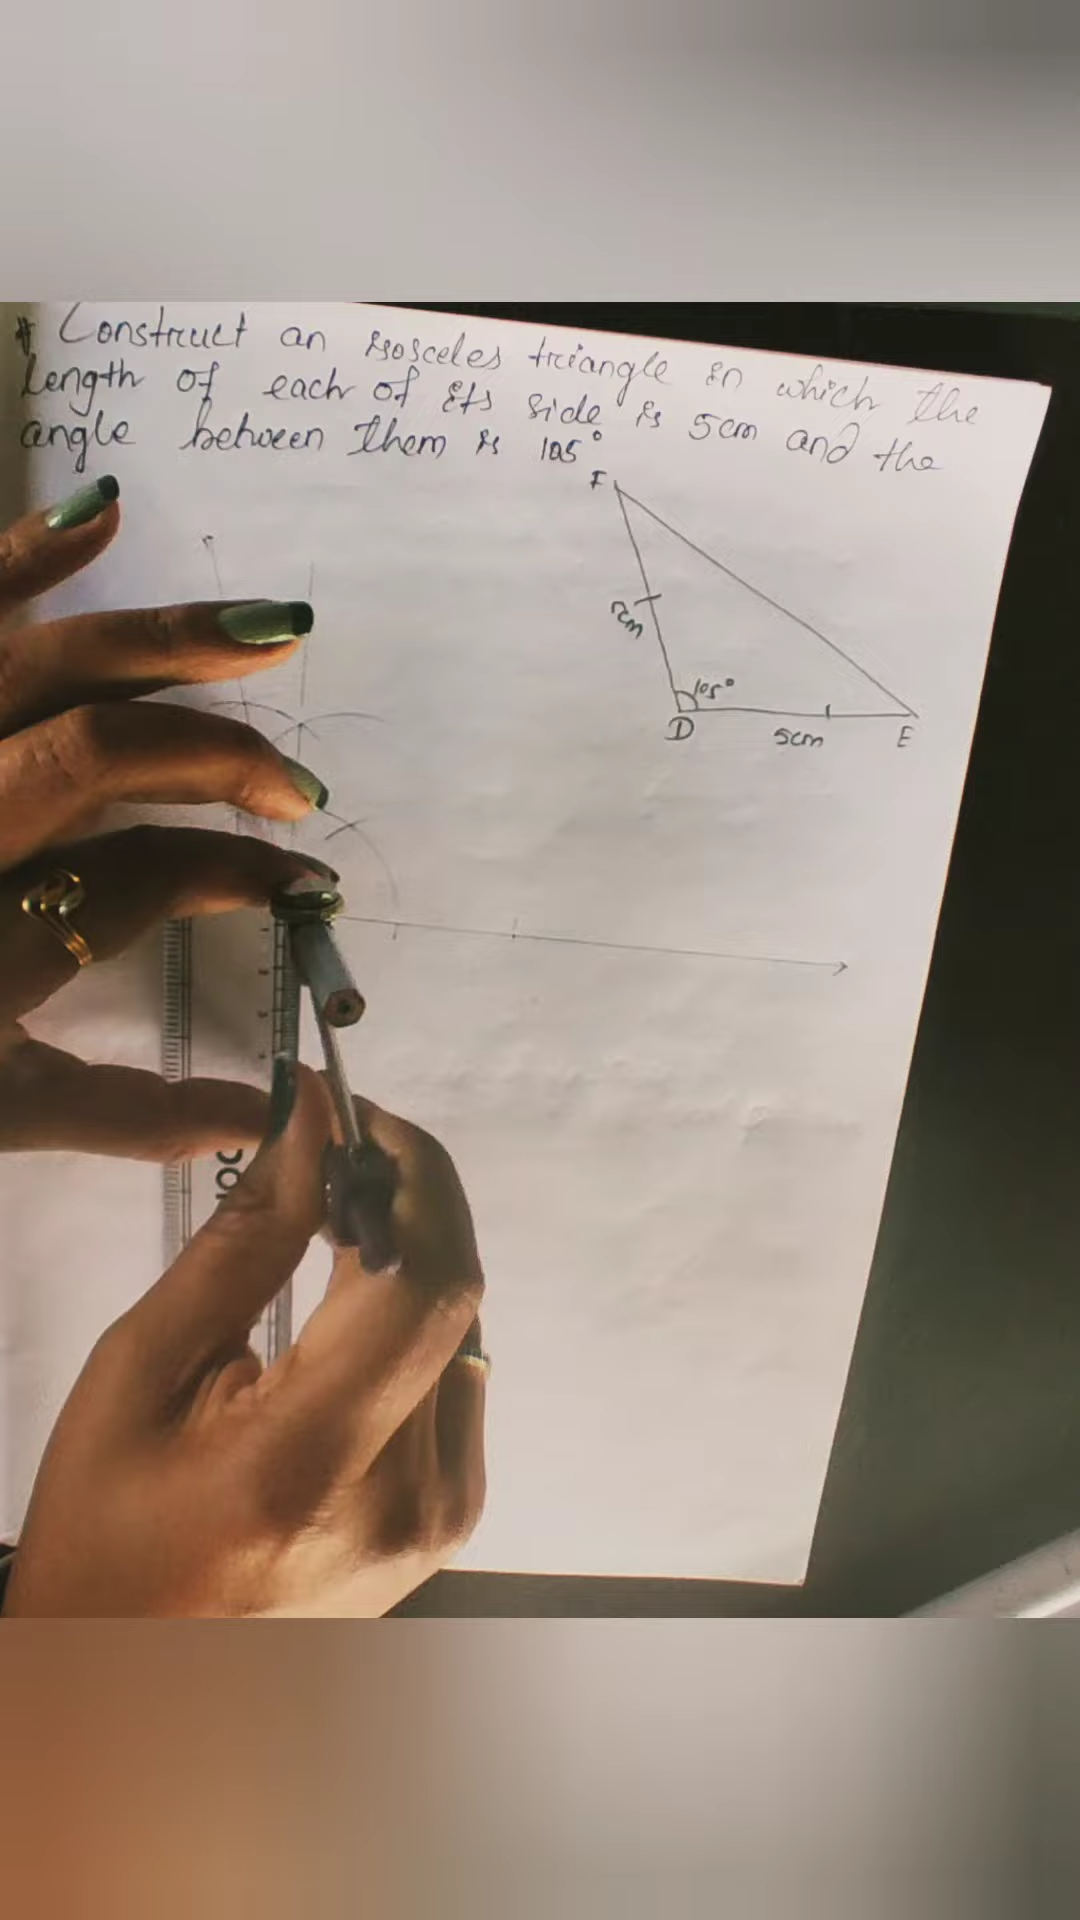 * Construct an isosceles triangle in which the
length of each of its side is 5cm and the
angle between them is 105°
F
5cm
105°
D
5cm
E